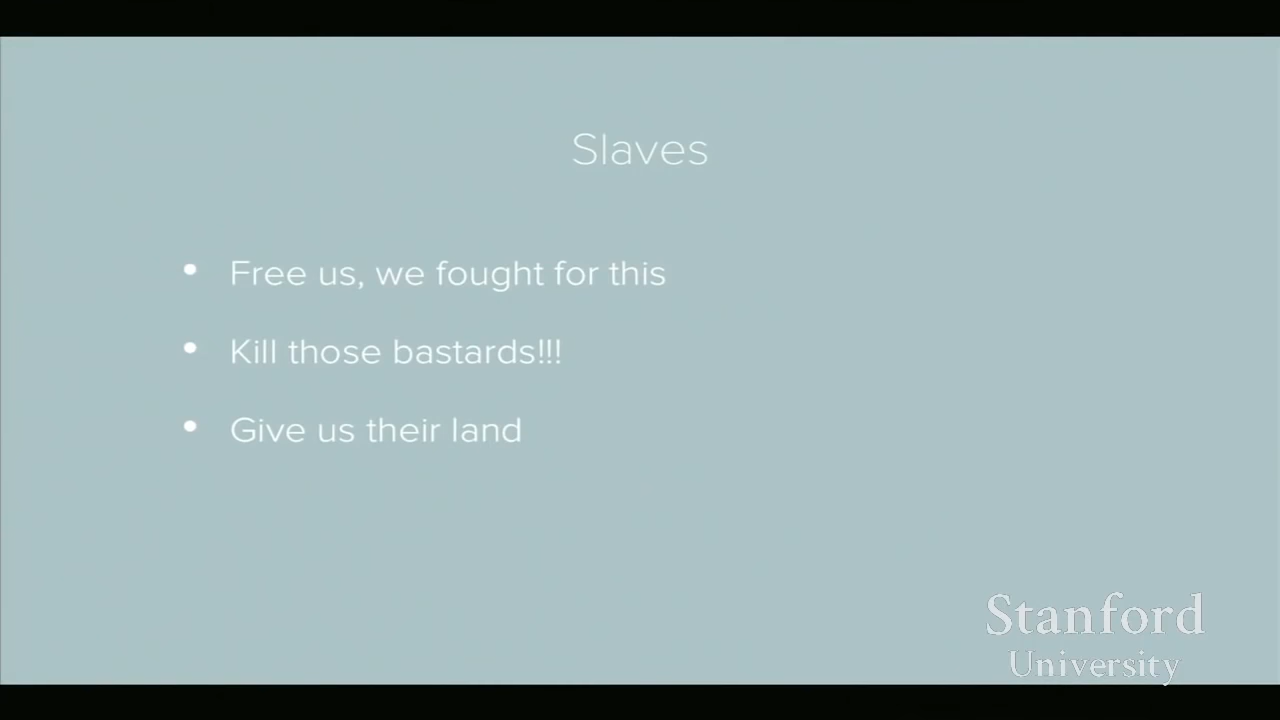 Slaves
• Free us, we fought for this
• Kill those bastards!!!
• Give us their land
Stanford
University